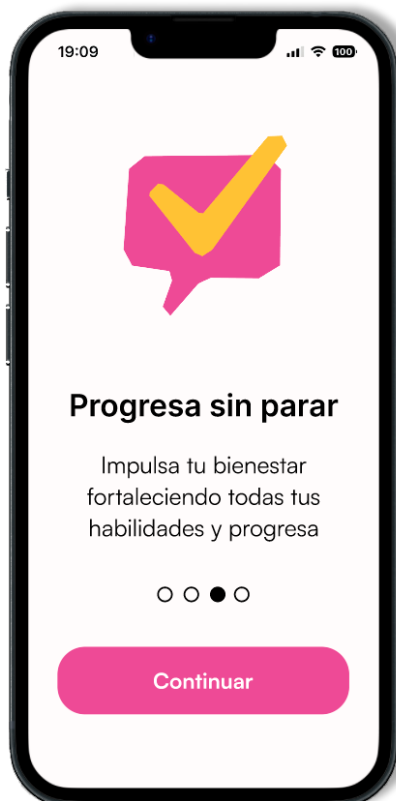 19:09
100
Progresa sin parar
Impulsa tu bienestar
fortaleciendo todas tus
habilidades y progresa
Continuar